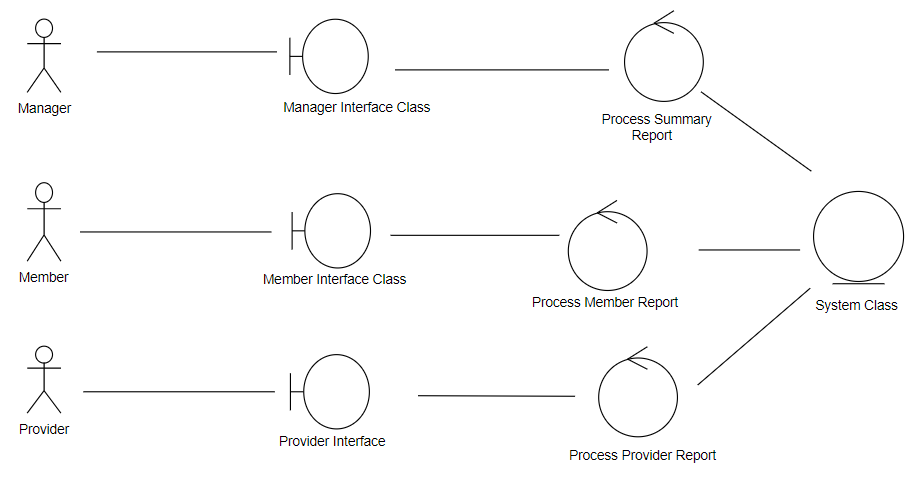 Manager
Manager Interface Class
Process Summary
Report
Member
Member Interface Class
Process Member Report
System Class
Provider
Provider Interface
Process Provider Report